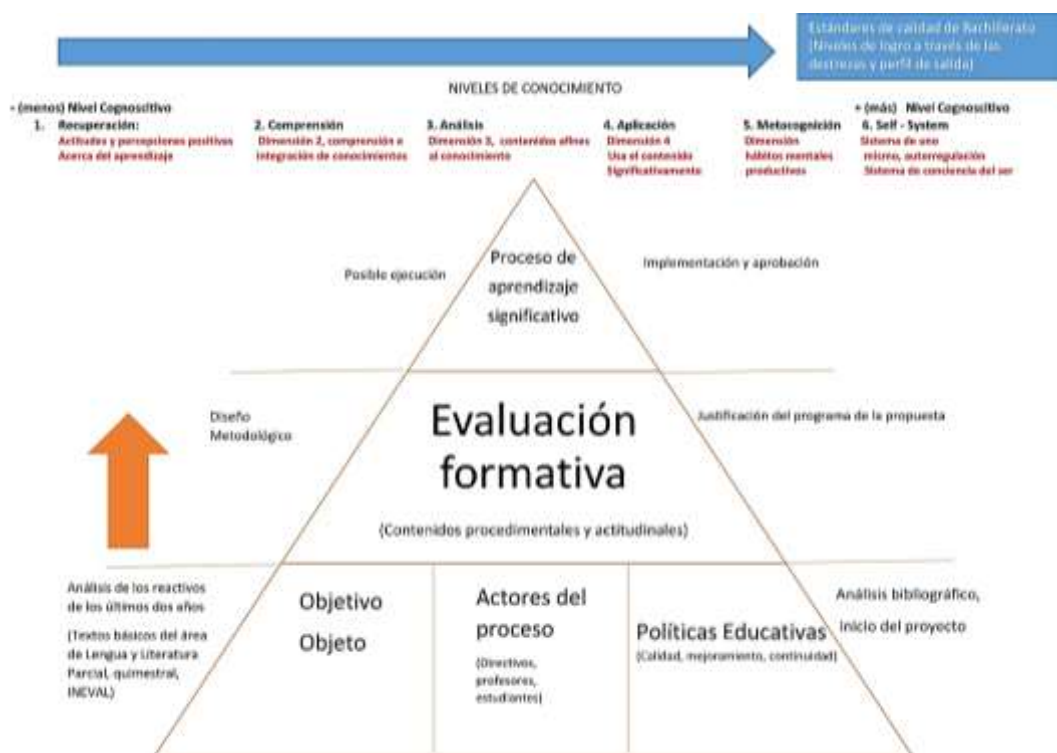 Estándares de calidad de Bachillerato
(Niveles de logro a través de las
destrezas y perfil de salida)
NIVELES DE CONOCIMIENTO
- (menos) Nivel Cognoscitivo
+ (más) Nivel Cognoscitivo
1. Recuperación:
Actitudes y percepciones positivas
Acerca del aprendizaje
2. Comprensión
Dimensión 2, comprensión e
integración de conocimientos
3. Análisis
Dimensión 3, contenidos afines
al conocimiento
4. Aplicación
Dimensión 4
Usa el contenido
Significativamente
5. Metacognición
Dimensión
hábitos mentales
productivos
6. Self - System
Sistema de uno
mismo, autorregulación
Sistema de conciencia del ser
Posible ejecución
Proceso de
aprendizaje
significativo
Implementación y aprobación
Diseño
Metodológico
Evaluación
formativa
(Contenidos procedimentales y actitudinales)
Justificación del programa de la propuesta
Análisis de los reactivos
de los últimos dos años
(Textos básicos del área
de Lengua y Literatura
Parcial, quimestral,
INEVAL)
Objetivo
Objeto
Actores del
proceso
(Directivos,
profesores,
estudiantes)
Políticas Educativas
(Calidad, mejoramiento, continuidad)
Análisis bibliográfico,
inicio del proyecto